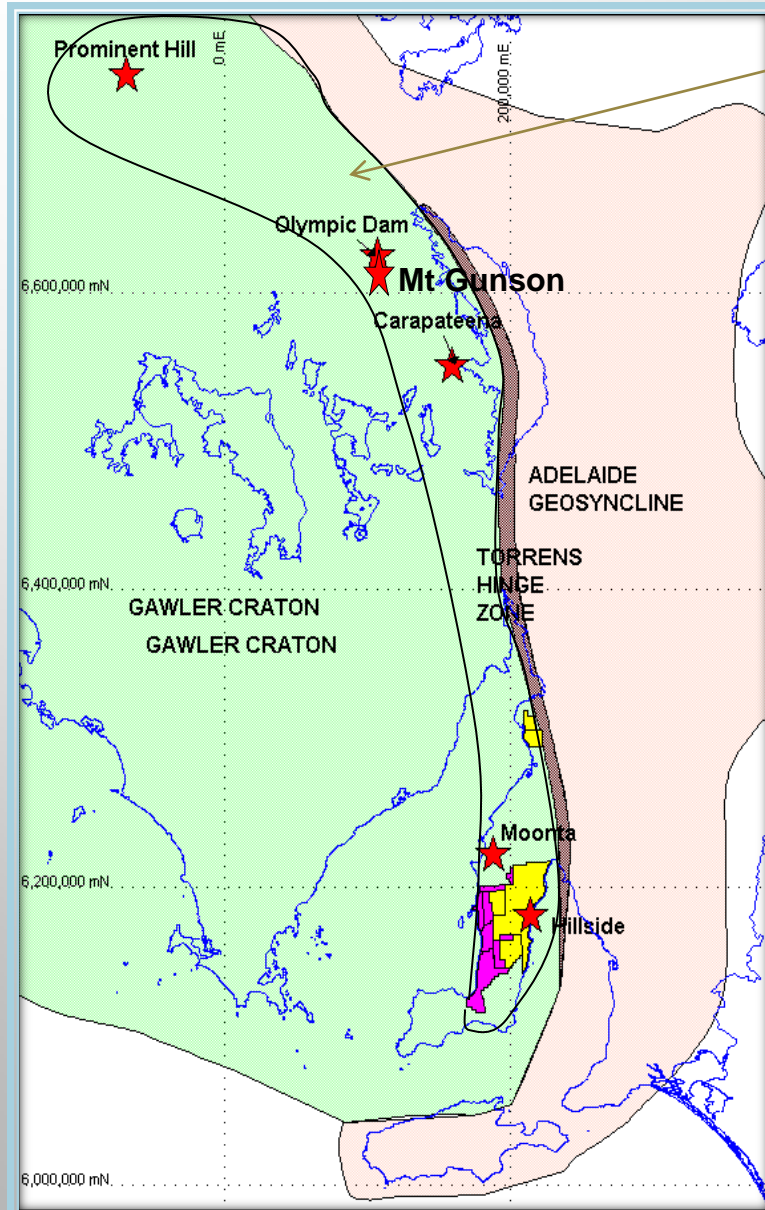 Prominent Hill
0 mE
200,000 mE
Olympic Dam
Mt Gunson
6,600,000 mN
Carapateena
ADELAIDE
GEOSYNCLINE
TORRENS
HINGE
ZONE
6,400,000 mN
GAWLER CRATON
GAWLER CRATON
Moonta
6,200,000 mN
Hillside
6,000,000 mN